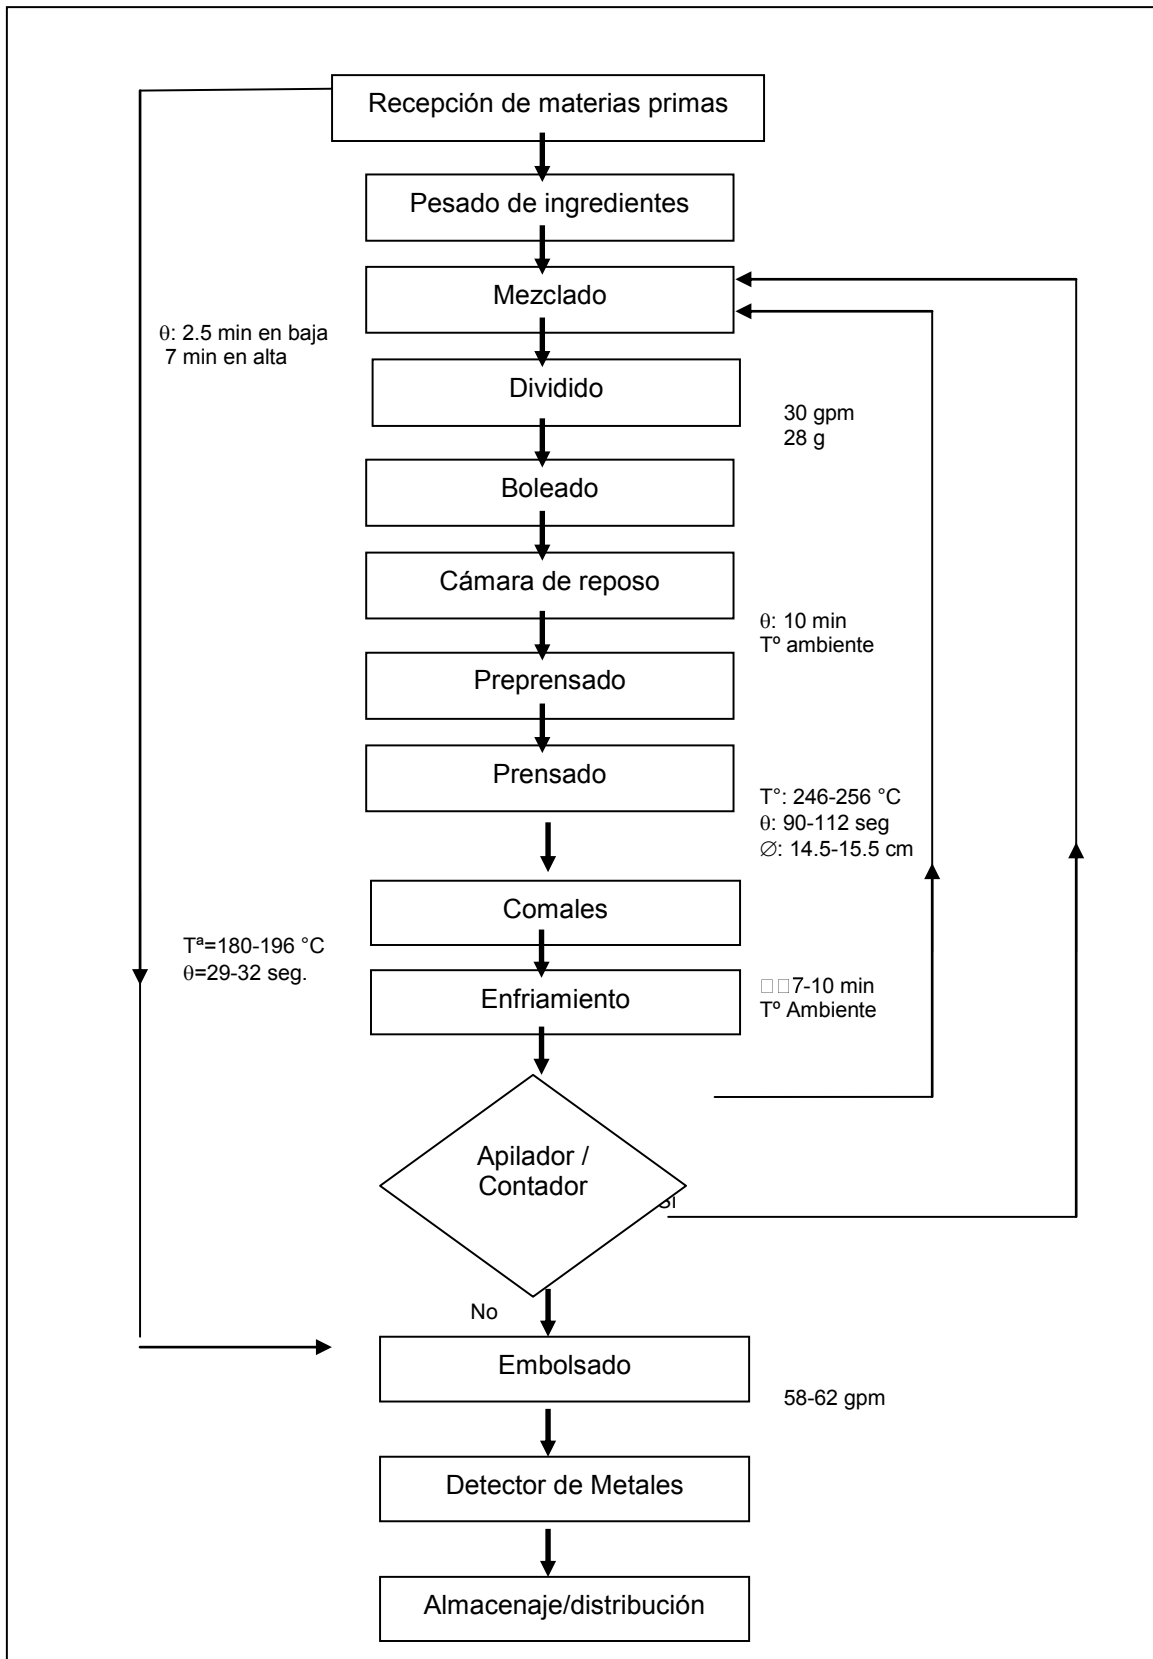 Recepción de materias primas
Pesado de ingredientes
Mezclado
θ: 2.5 min en baja
7 min en alta
Dividido
30 gpm
28 g
Boleado
Cámara de reposo
θ: 10 min
Tº ambiente
Preprensado
Prensado
T°: 246-256 °C
θ: 90-112 seg
∅: 14.5-15.5 cm
Comales
Tª=180-196 °C
θ=29-32 seg.
Enfriamiento
□□7-10 min
Tº Ambiente
Apilador /
Contador
Si
No
Embolsado
58-62 gpm
Detector de Metales
Almacenaje/distribución